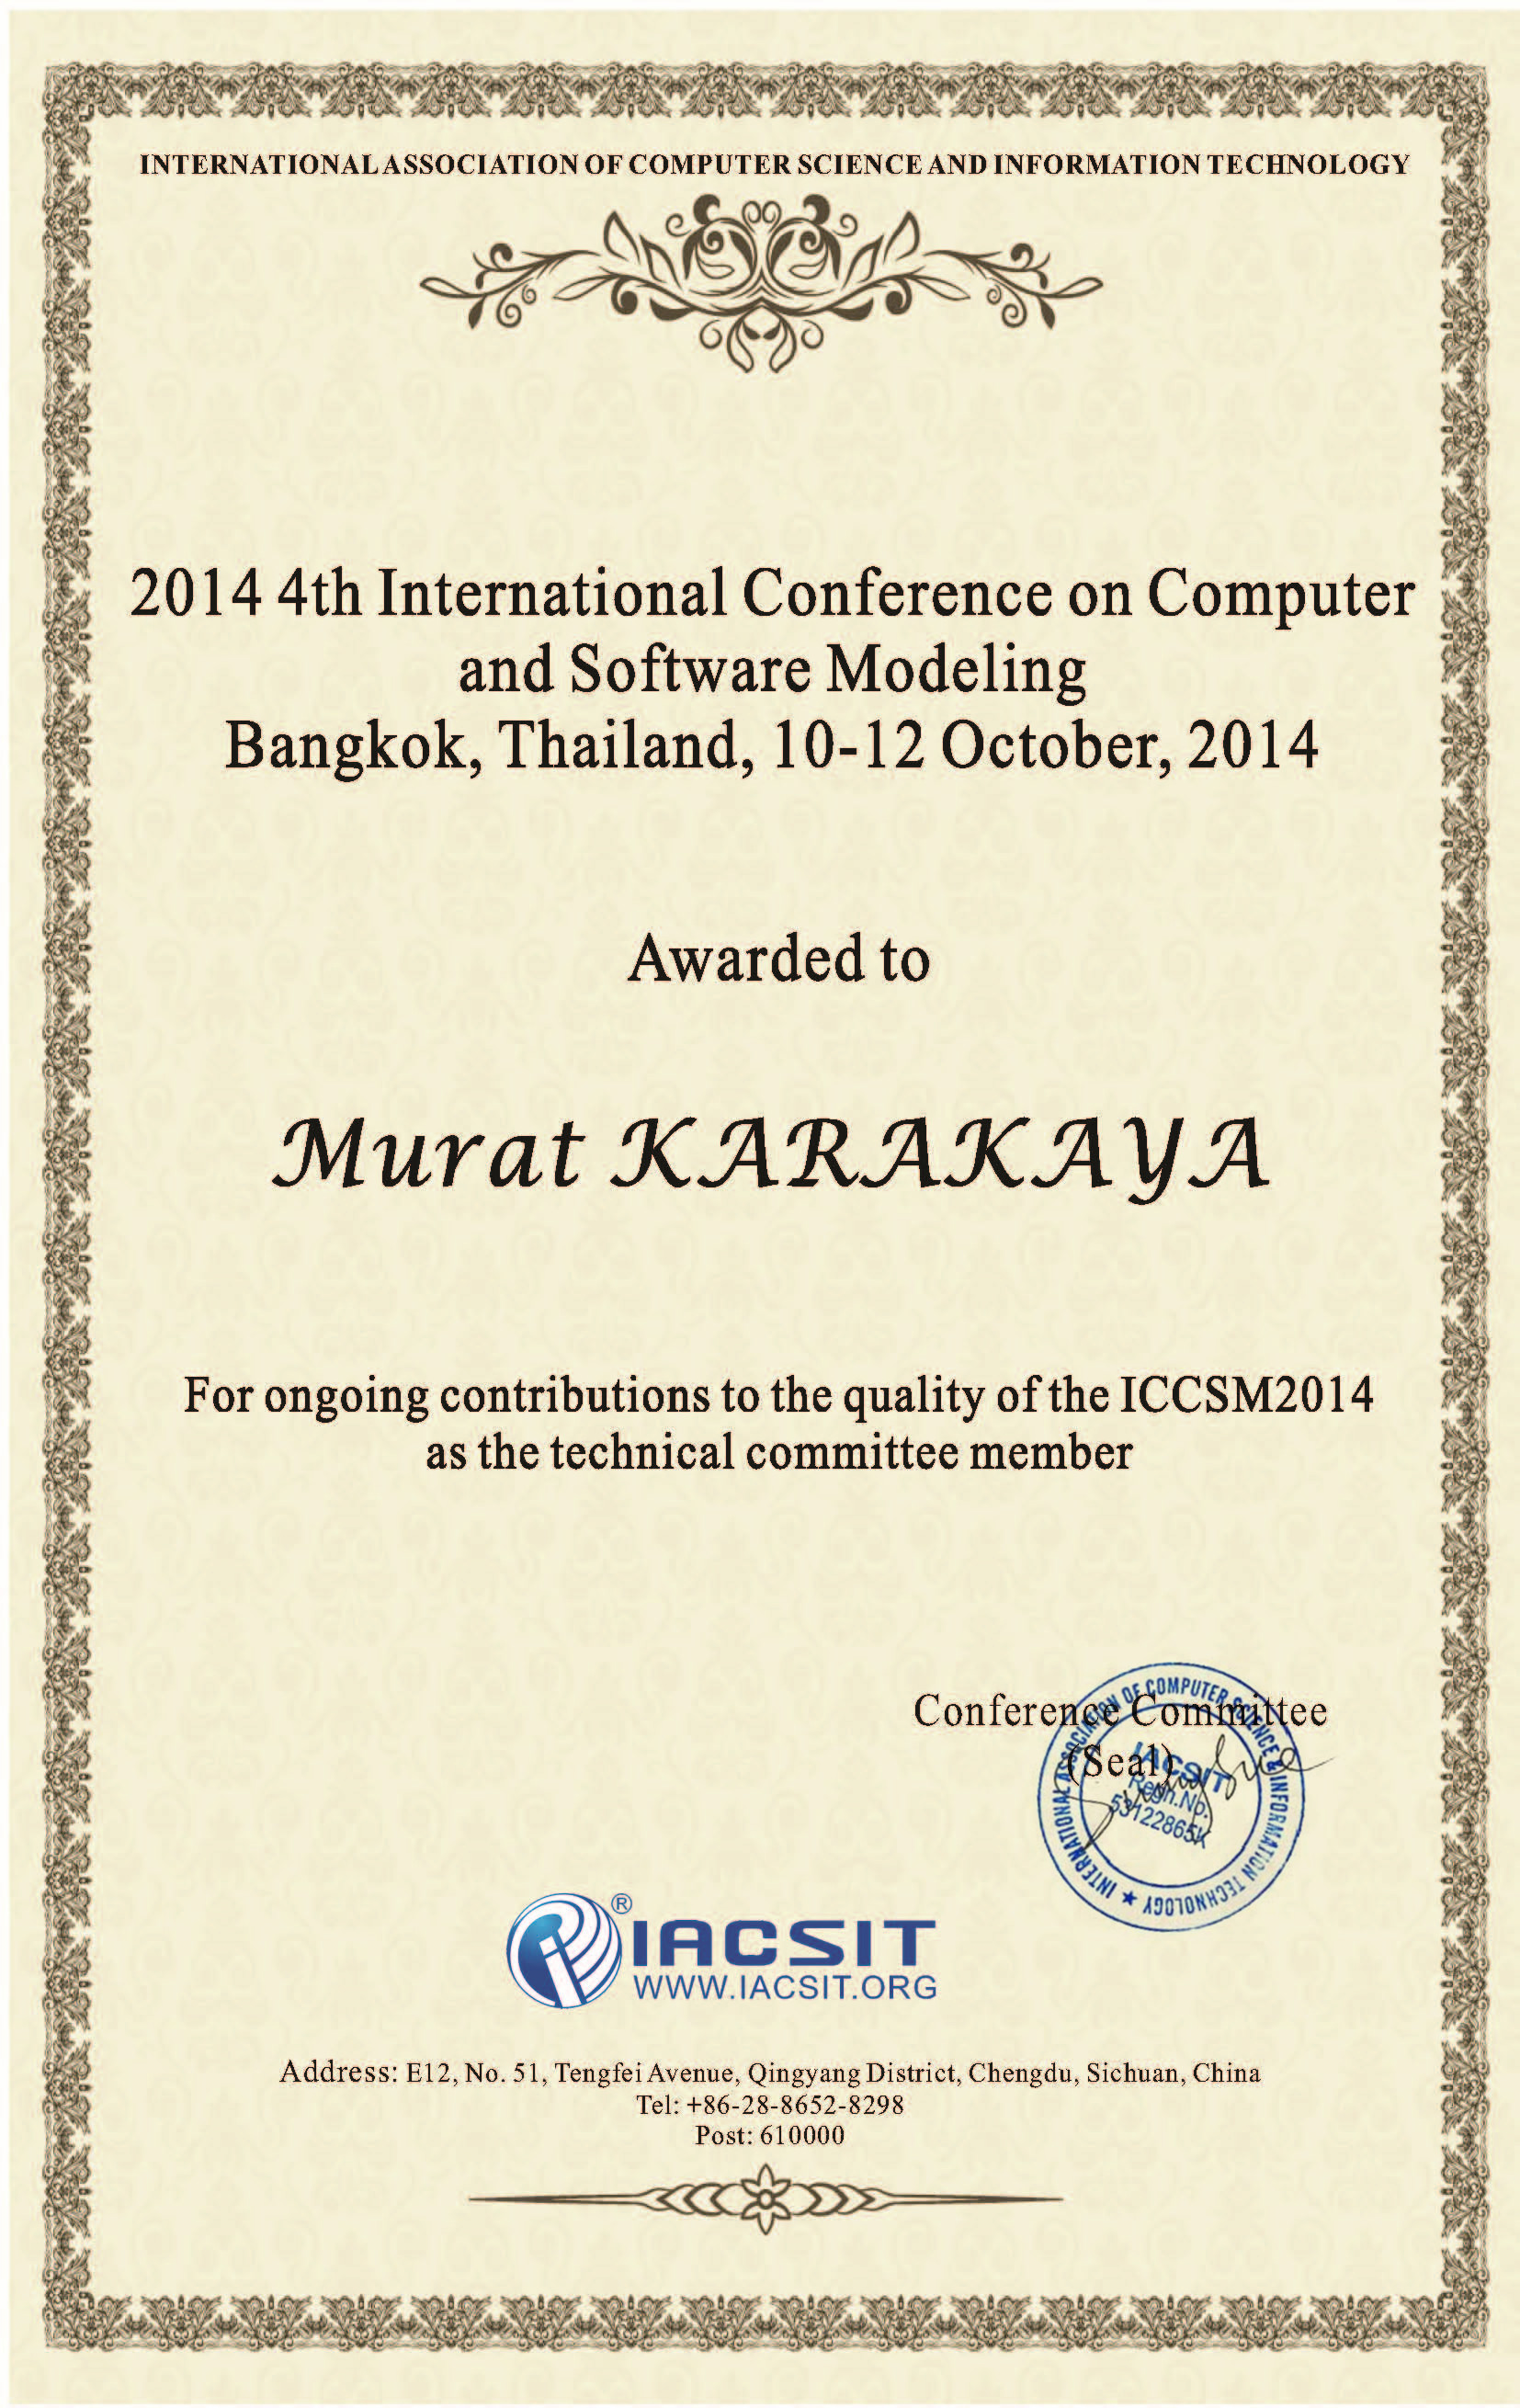 INTERNATIONAL ASSOCIATION OF COMPUTER SCIENCE AND INFORMATION TECHNOLOGY
2014 4th International Conference on Computer
and Software Modeling
Bangkok, Thailand, 10-12 October, 2014
Awarded to
Murat KARAKAYA
For ongoing contributions to the quality of the ICCSM2014
as the technical committee member
Conference Committee
(Seal)
INTERNATIONAL ASSOCIATION OF COMPUTER SCIENCE & INFORMATION TECHNOLOGY ★
IACSIT
Regn.No.
53122865K
®
IACSIT
WWW.IACSIT.ORG
Address: E12, No. 51, Tengfei Avenue, Qingyang District, Chengdu, Sichuan, China
Tel: +86-28-8652-8298
Post: 610000